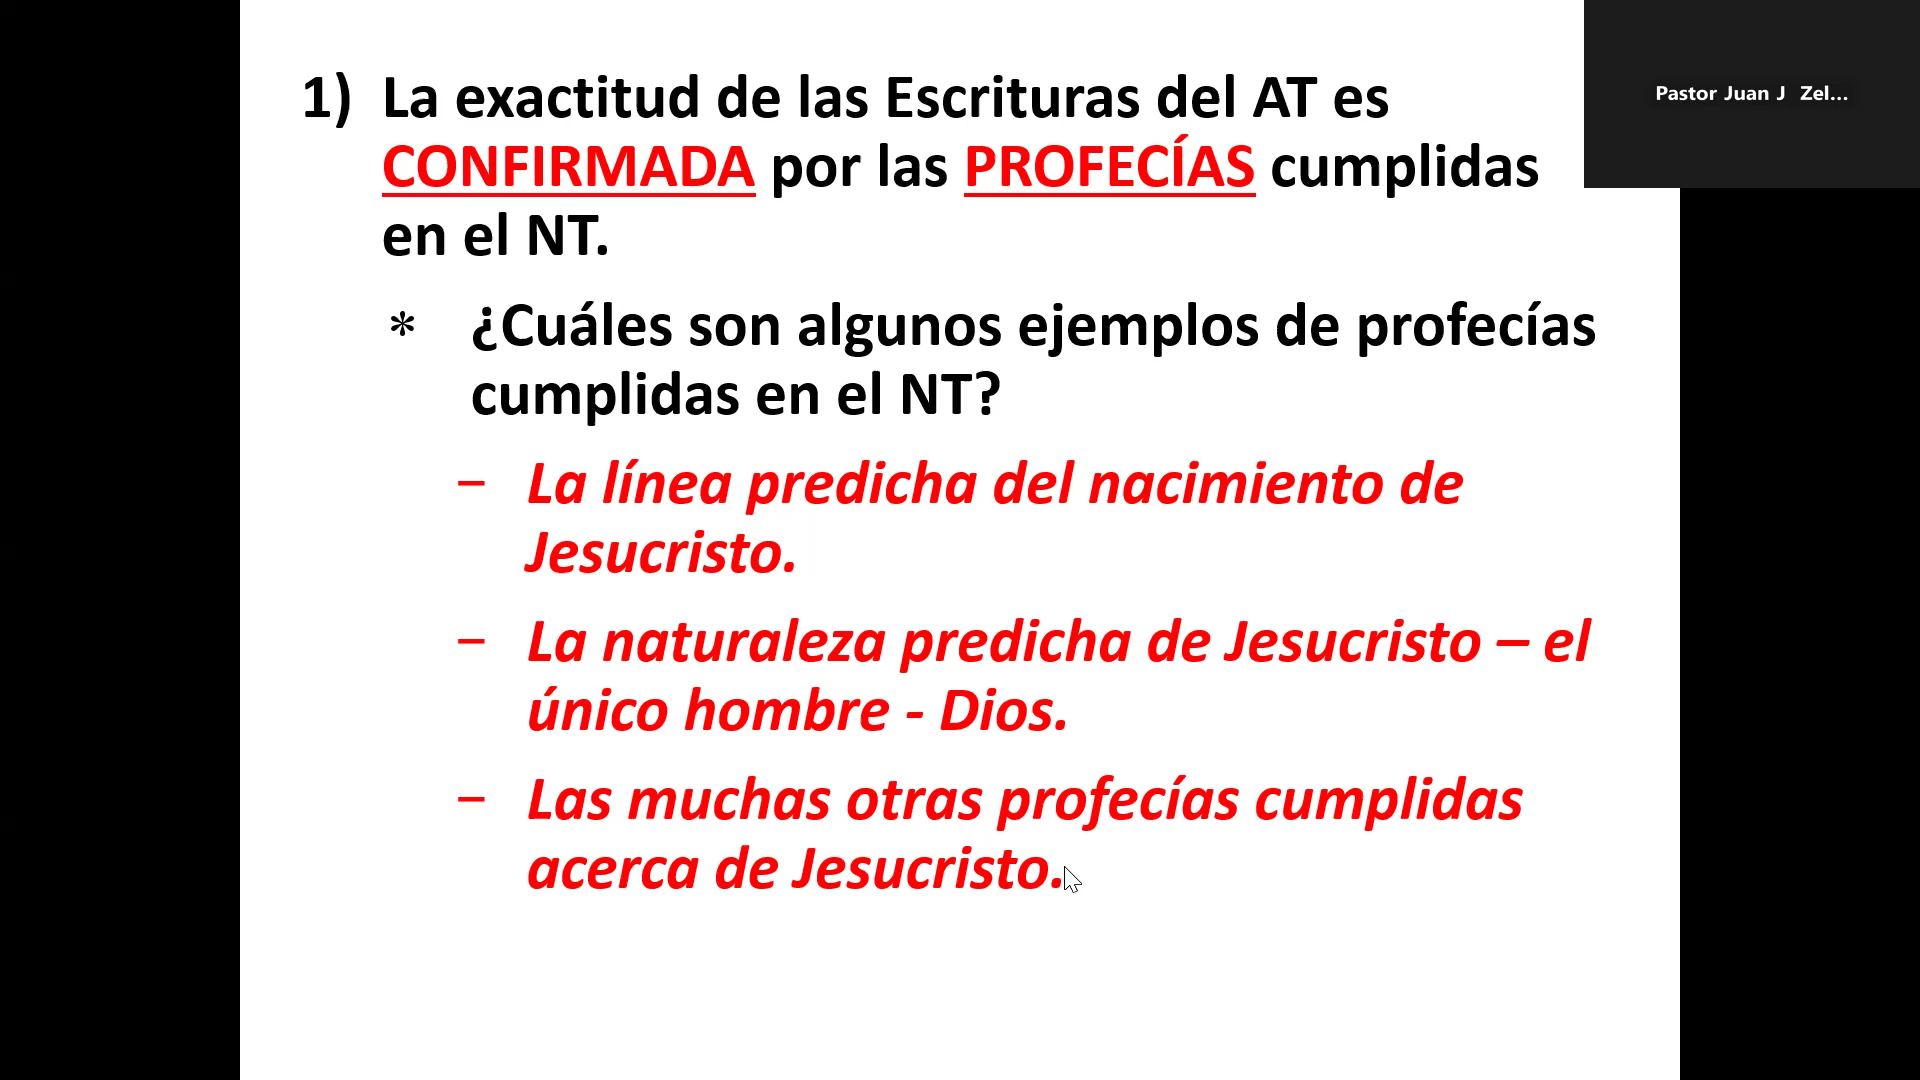 1) La exactitud de las Escrituras del AT es
CONFIRMADA por las PROFECÍAS cumplidas
en el NT.
* ¿Cuáles son algunos ejemplos de profecías
cumplidas en el NT?
– La línea predicha del nacimiento de
Jesucristo.
– La naturaleza predicha de Jesucristo – el
único hombre - Dios.
– Las muchas otras profecías cumplidas
acerca de Jesucristo.
Pastor Juan J Zel...